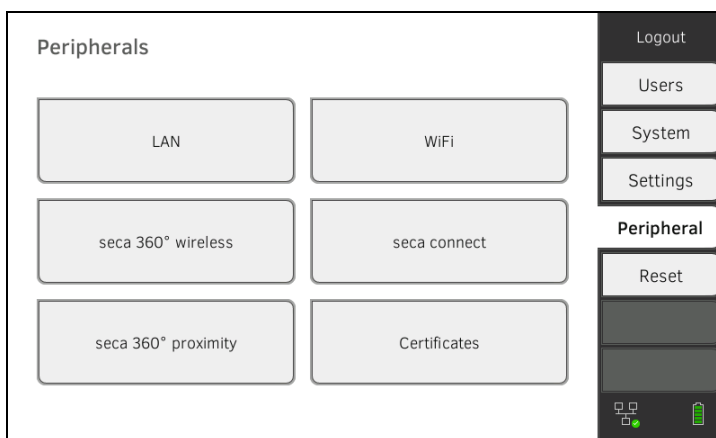 Peripherals
LAN
WiFi
seca 360° wireless
seca connect
seca 360° proximity
Certificates
Logout
Users
System
Settings
Peripheral
Reset